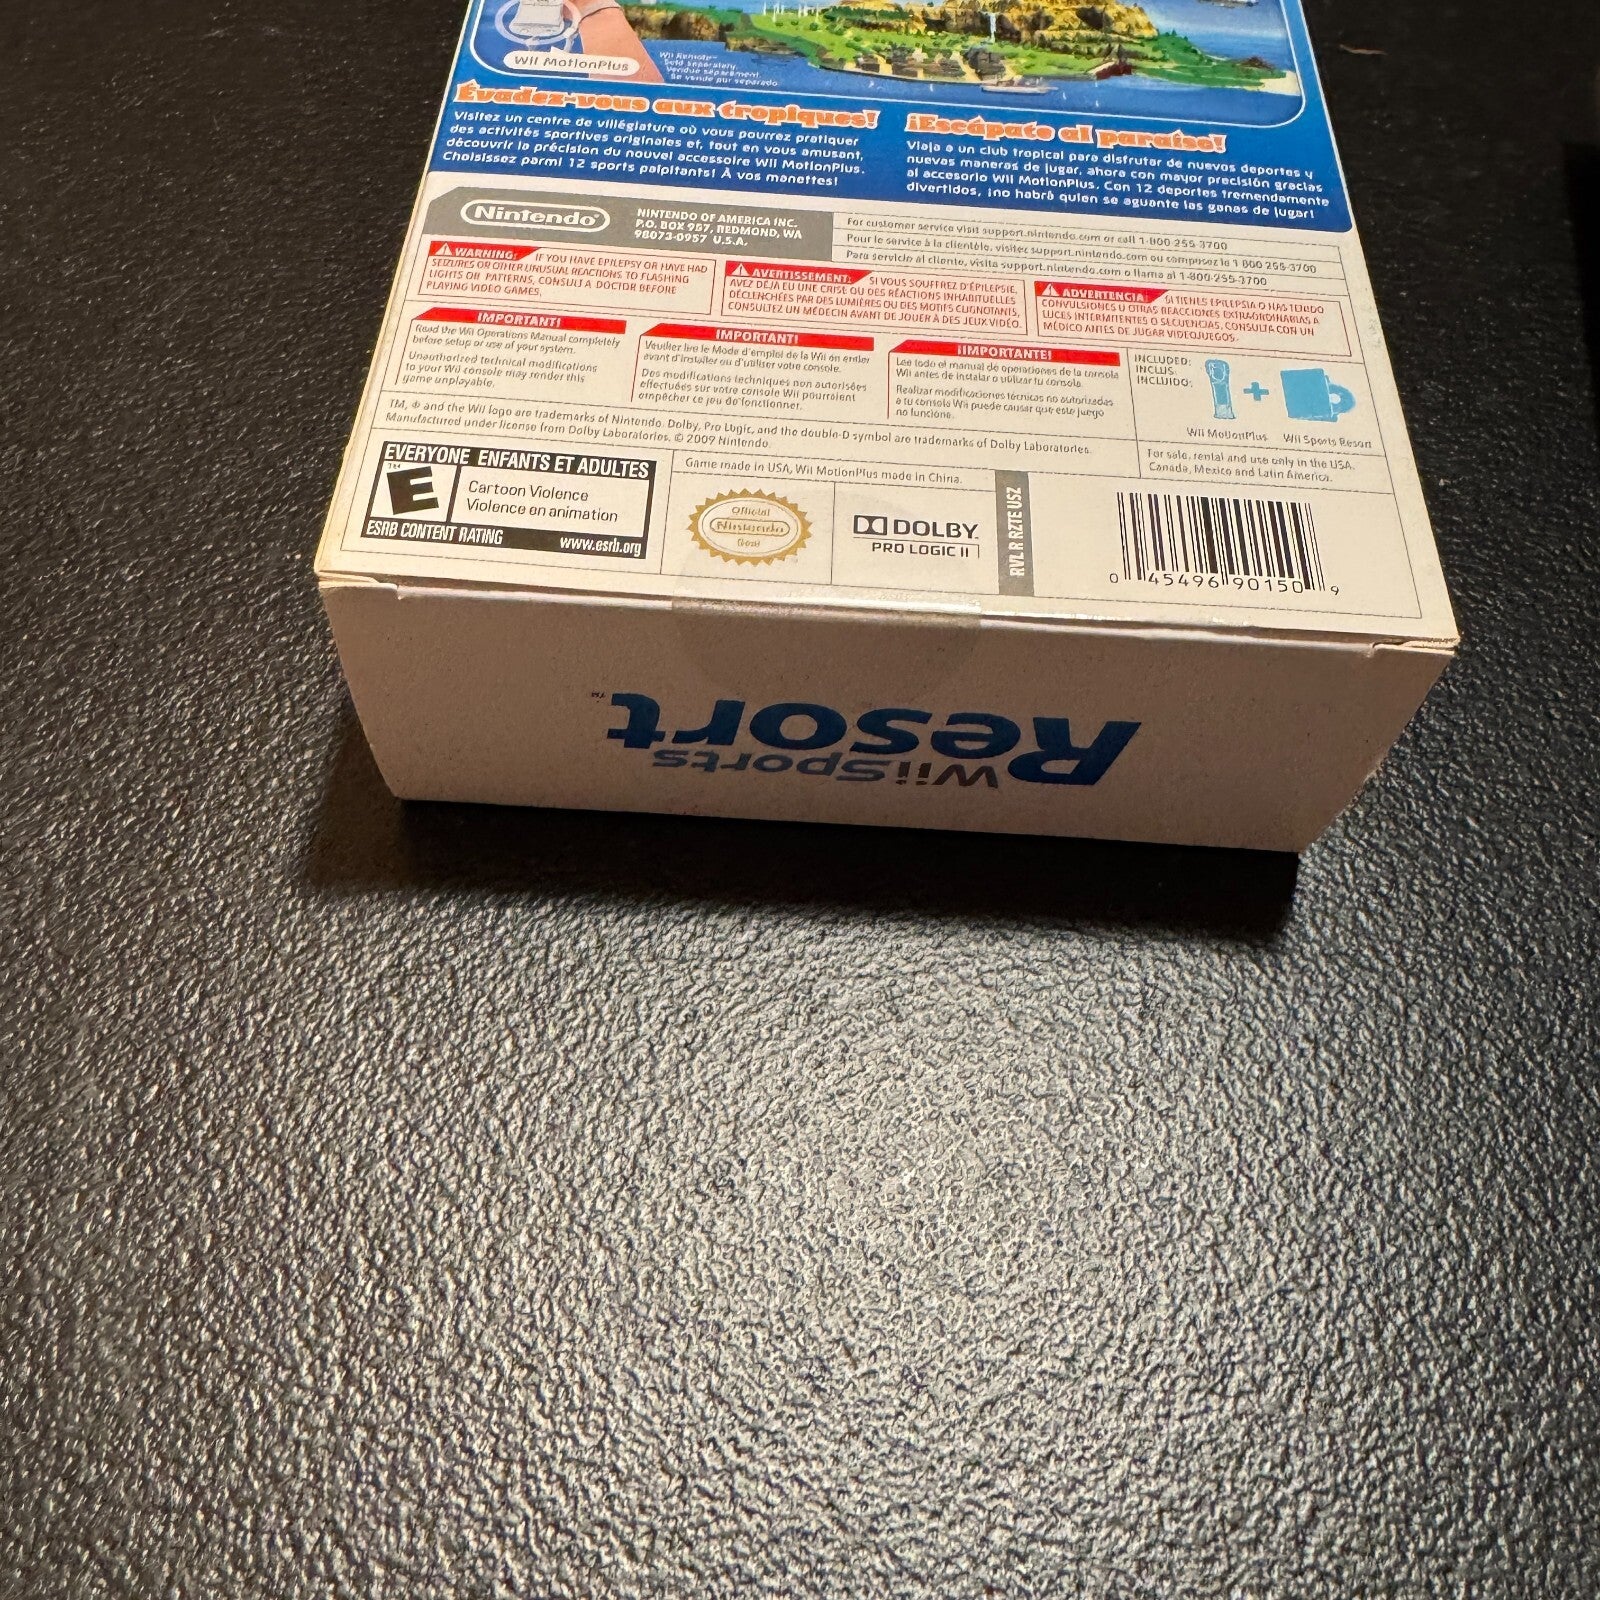 Wii MotionPlus
Wii Remote™
Sold separately.
Vendue séparément.
Se vende por separado.
Évadez-vous aux tropiques!
Visitez un centre de villégiature où vous pourrez pratiquer
des activités sportives originales et, tout en vous amusant,
découvrir la précision du nouvel accessoire Wii MotionPlus.
Choisissez parmi 12 sports palpitants! À vos manettes!
¡Escápate al paraíso!
Viaja a un club tropical para disfrutar de nuevos deportes y
nuevas maneras de jugar, ahora con mayor precisión gracias
al accesorio Wii MotionPlus. Con 12 deportes tremendamente
divertidos, ¡no habrá quien se aguante las ganas de jugar!
Nintendo®
NINTENDO OF AMERICA INC.
P.O. BOX 957, REDMOND, WA
98073-0957 U.S.A.
For customer service visit support.nintendo.com or call 1-800-255-3700
Pour le service à la clientèle, visitez support.nintendo.com ou composez le 1 800 255-3700
Para servicio al cliente, visita support.nintendo.com o llama al 1-800-255-3700
WARNING: IF YOU HAVE EPILEPSY OR HAVE HAD
SEIZURES OR OTHER UNUSUAL REACTIONS TO FLASHING
LIGHTS OR PATTERNS, CONSULT A DOCTOR BEFORE
PLAYING VIDEO GAMES.
AVERTISSEMENT: SI VOUS SOUFFREZ D'ÉPILEPSIE,
AVEZ DÉJÀ EU UNE CRISE OU DES RÉACTIONS INHABITUELLES
DÉCLENCHÉES PAR DES LUMIÈRES OU DES MOTIFS CLIGNOTANTS,
CONSULTEZ UN MÉDECIN AVANT DE JOUER À DES JEUX VIDÉO.
ADVERTENCIA: SI TIENES EPILEPSIA O HAS TENIDO
CONVULSIONES U OTRAS REACCIONES EXTRAORDINARIAS A
LUCES INTERMITENTES O SECUENCIAS, CONSULTA CON UN
MÉDICO ANTES DE JUGAR VIDEOJUEGOS.
IMPORTANT!
Read the Wii Operations Manual completely
before setup or use of your system.
Unauthorized technical modifications
to your Wii console may render this
game unplayable.
IMPORTANT!
Veuillez lire le Mode d'emploi de la Wii en entier
avant d'installer ou d'utiliser votre console.
Des modifications techniques non autorisées
effectuées sur votre console Wii pourraient
empêcher ce jeu de fonctionner.
¡IMPORTANTE!
Lee todo el manual de operaciones de la consola
Wii antes de instalar o utilizar tu consola.
Realizar modificaciones técnicas no autorizadas
a tu consola Wii puede causar que este juego
no funcione.
INCLUDED:
INCLUS:
INCLUIDO:
+
Wii MotionPlus Wii Sports Resort
TM, ® and the Wii logo are trademarks of Nintendo. Dolby, Pro Logic, and the double-D symbol are trademarks of Dolby Laboratories.
Manufactured under license from Dolby Laboratories. © 2009 Nintendo.
For sale, rental and use only in the USA,
Canada, Mexico and Latin America.
Game made in USA, Wii MotionPlus made in China.
EVERYONE ENFANTS ET ADULTES
E
Cartoon Violence
Violence en animation
ESRB CONTENT RATING www.esrb.org
Official
Nintendo
Seal
DOLBY
PRO LOGIC II
RVL R RZTE USZ
0 45496 90150 9
Wii Sports
Resort™